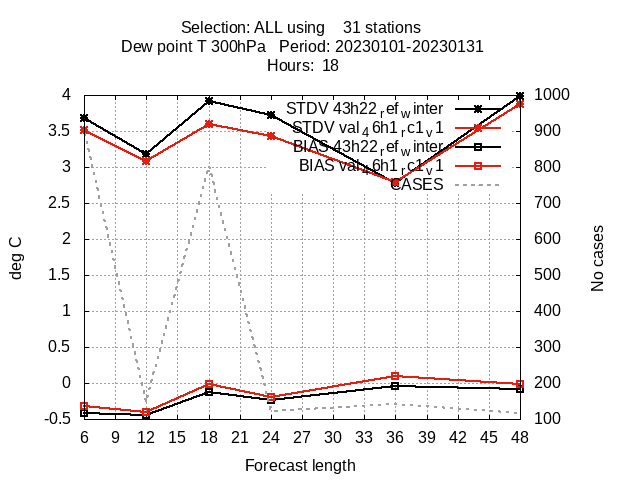 Selection: ALL using    31 stations
Dew point T 300hPa   Period: 20230101-20230131
Hours:  18
STDV 43h22_ref_winter
STDV val_46h1_rc1_v1
BIAS 43h22_ref_winter
BIAS val_46h1_rc1_v1
CASES
4
3.5
3
2.5
2
1.5
1
0.5
0
-0.5
1000
900
800
700
600
500
400
300
200
100
deg C
No cases
6 9 12 15 18 21 24 27 30 33 36 39 42 45 48
Forecast length